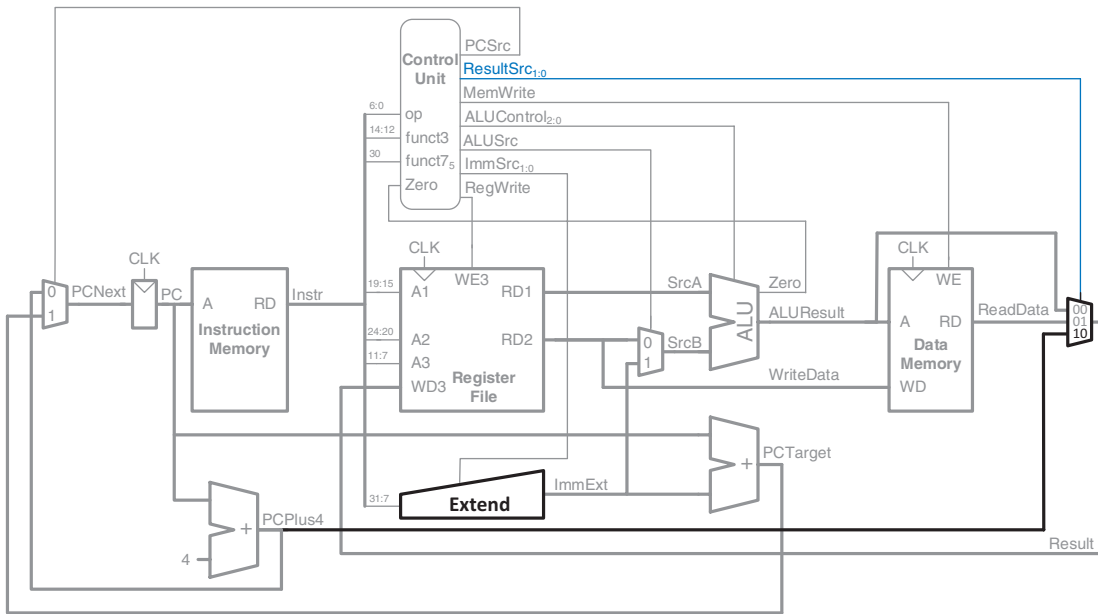 PCSrc
Control
Unit
ResultSrc1:0
MemWrite
6:0
op
ALUControl2:0
14:12
funct3
ALUSrc
30
funct75
ImmSrc1:0
Zero
RegWrite
CLK
CLK
CLK
WE3
WE
Zero
0
1
PCNext
PC
A
RD
Instr
Instruction
Memory
19:15
A1
RD1
SrcA
24:20
A2
RD2
11:7
A3
WD3
Register
File
0
1
SrcB
ALU
ALUResult
A
RD
ReadData
Data
Memory
WriteData
WD
00
01
10
PCTarget
+
31:7
Extend
ImmExt
PCPlus4
+
4
Result